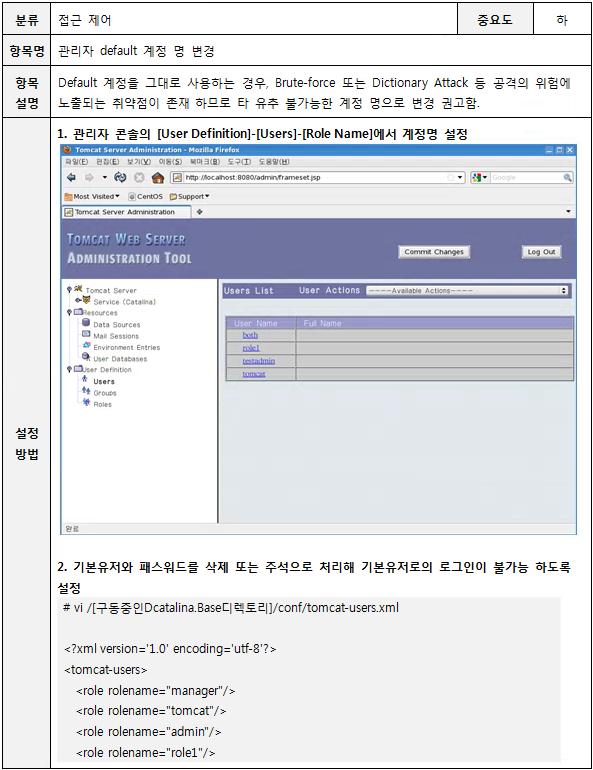 분류 접근 제어 중요도 하
항목명 관리자 default 계정 명 변경
항목 설명
Default 계정을 그대로 사용하는 경우, Brute-force 또는 Dictionary Attack 등 공격의 위험에
노출되는 취약점이 존재 하므로 타 유추 불가능한 계정 명으로 변경 권고함.
설정 방법
1. 관리자 콘솔의 [User Definition]-[Users]-[Role Name]에서 계정명 설정
Tomcat Server Administration - Mozilla Firefox
파일(F) 편집(E) 보기(V) 이동(S) 북마크(B) 도구(T) 도움말(H)
http://localhost:8080/admin/frameset.jsp Google
Most Visited CentOS Support
Tomcat Server Administration
TOMCAT WEB SERVER
ADMINISTRATION TOOL
Commit Changes Log Out
Tomcat Server
Service (Catalina)
Resources
Data Sources
Mail Sessions
Environment Entries
User Databases
User Definition
Users
Groups
Roles
Users List User Actions ----Available Actions----
User Name Full Name
both
role1
testadmin
tomcat
완료
2. 기본유저와 패스워드를 삭제 또는 주석으로 처리해 기본유저로의 로그인이 불가능 하도록
설정
# vi /[구동중인Dcatalina.Base디렉토리]/conf/tomcat-users.xml
<?xml version='1.0' encoding='utf-8'?>
<tomcat-users>
<role rolename="manager"/>
<role rolename="tomcat"/>
<role rolename="admin"/>
<role rolename="role1"/>